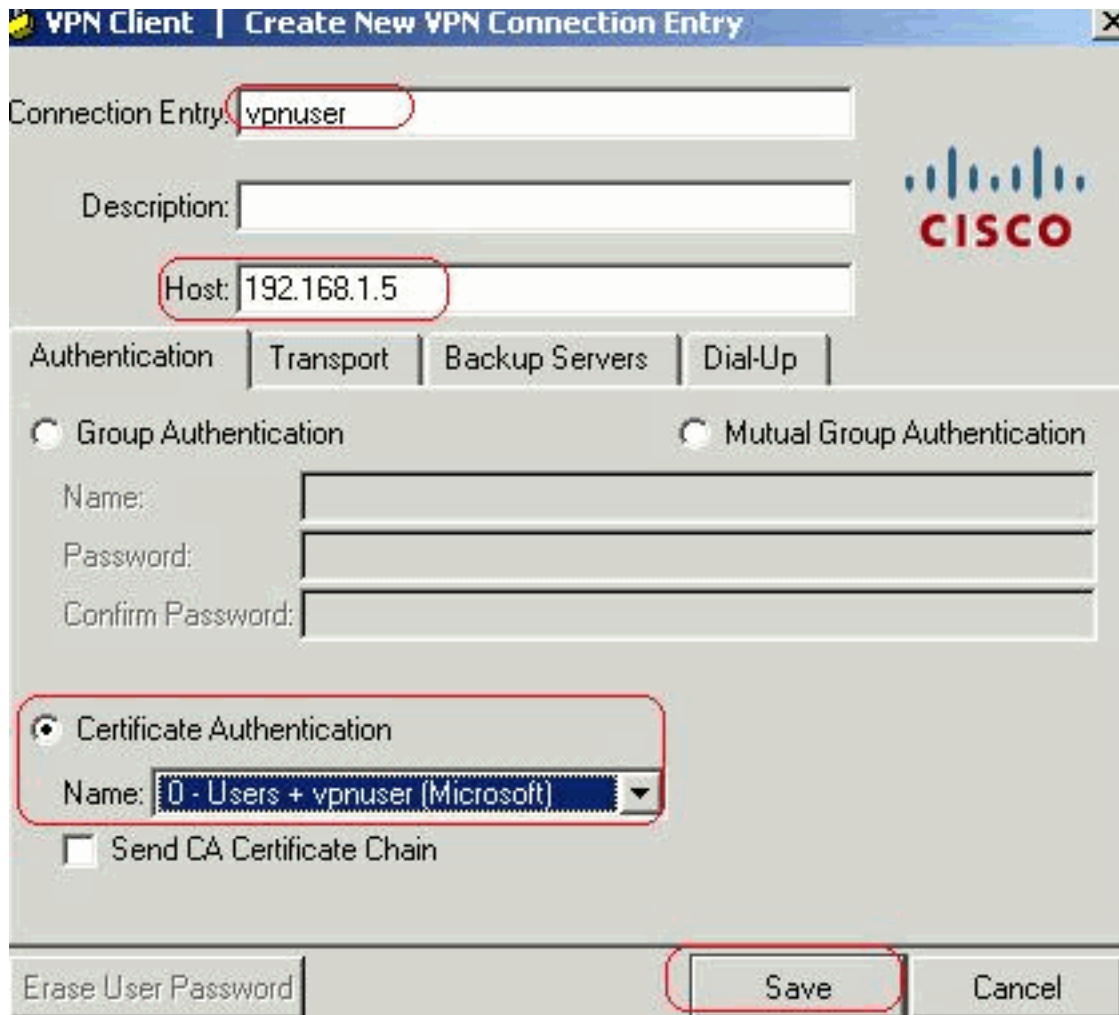 VPN Client | Create New VPN Connection Entry
Connection Entry: vpnuser
Description:
CISCO
Host: 192.168.1.5
Authentication Transport Backup Servers Dial-Up
Group Authentication Mutual Group Authentication
Name:
Password:
Confirm Password:
Certificate Authentication
Name: 0 - Users + vpnuser (Microsoft)
Send CA Certificate Chain
Erase User Password Save Cancel